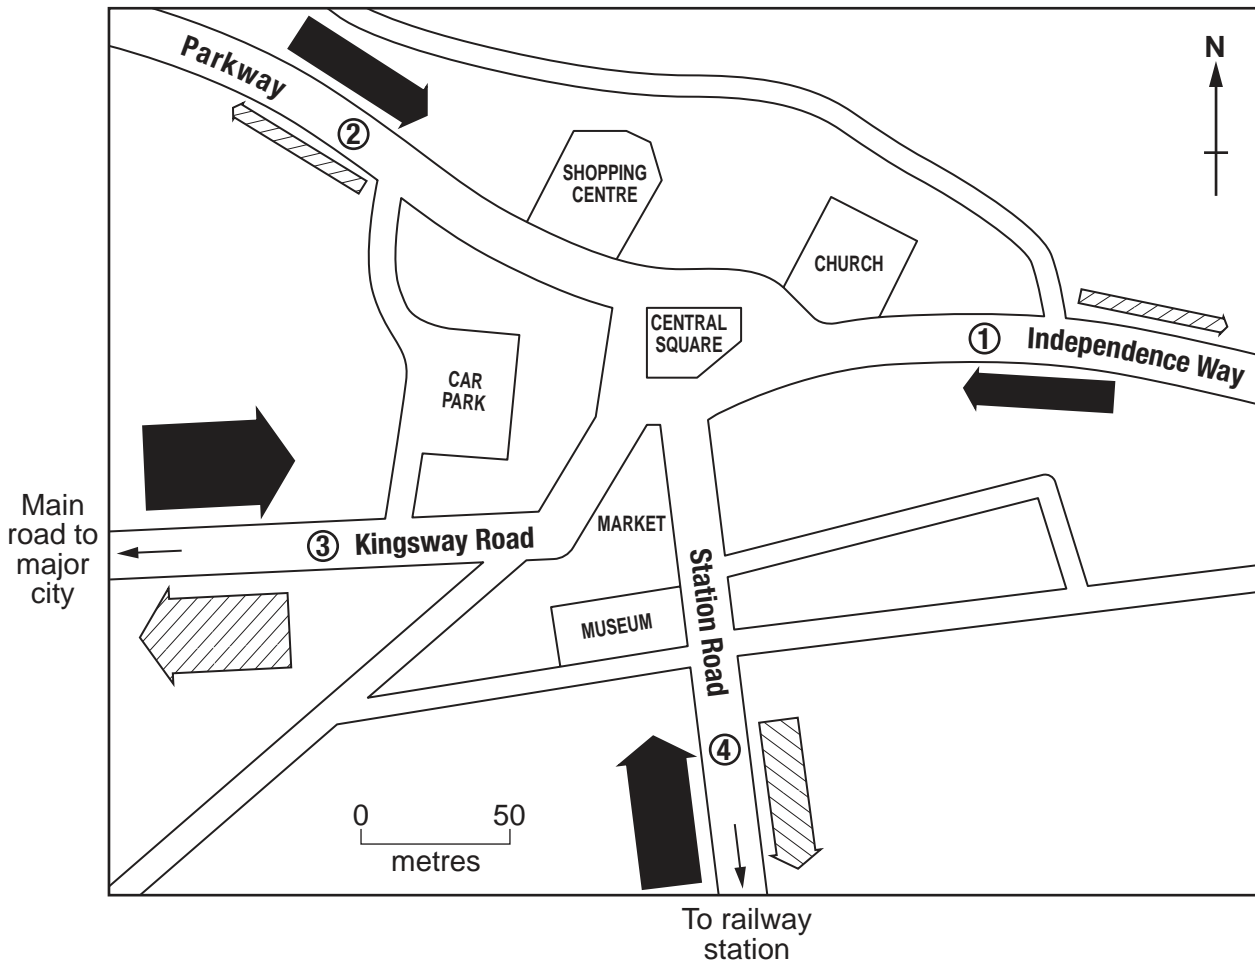 Parkway
N
②
SHOPPING
CENTRE
CHURCH
CENTRAL
SQUARE
①
Independence Way
CAR
PARK
Main
road to
major
city
③
Kingsway Road
MARKET
Station Road
MUSEUM
④
0
50
metres
To railway
station